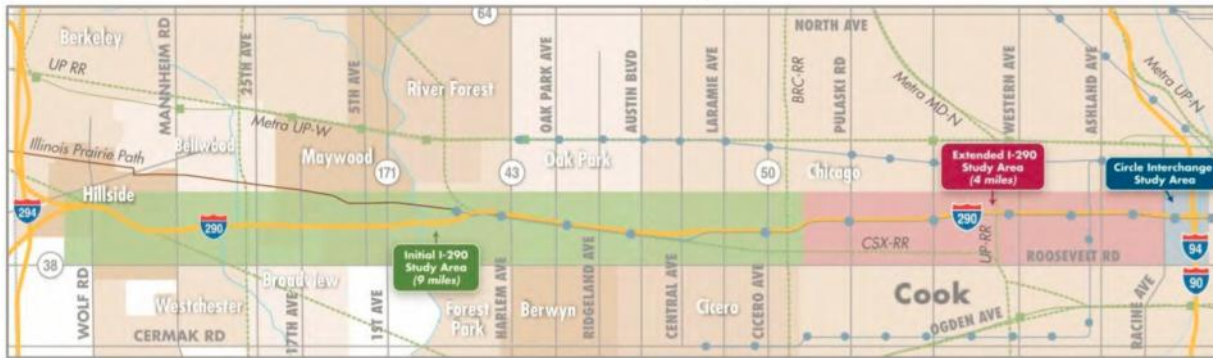 64
NORTH AVE
Berkeley
UP RR
MANNHEIM RD
25TH AVE
5TH AVE
River Forest
OAK PARK AVE
AUSTIN BLVD
LARAMIE AVE
BRC-RR
PULASKI RD
Metra MD-N
WESTERN AVE
ASHLAND AVE
Metra UP-N
Metra UP-W
Illinois Prairie Path
Bellwood
Maywood
Oak Park
Chicago
Extended I-290
Study Area
(4 miles)
Circle Interchange
Study Area
171
43
50
Hillside
294
290
290
94
90
Initial I-290
Study Area
(9 miles)
CSX-RR
UP-RR
ROOSEVELT RD
38
WOLF RD
Westchester
Broadview
CERMAK RD
17TH AVE
1ST AVE
Forest
Park
HARLEM AVE
Berwyn
RIDGELAND AVE
CENTRAL AVE
Cicero
CICERO AVE
Cook
OGDEN AVE
RACINE AVE